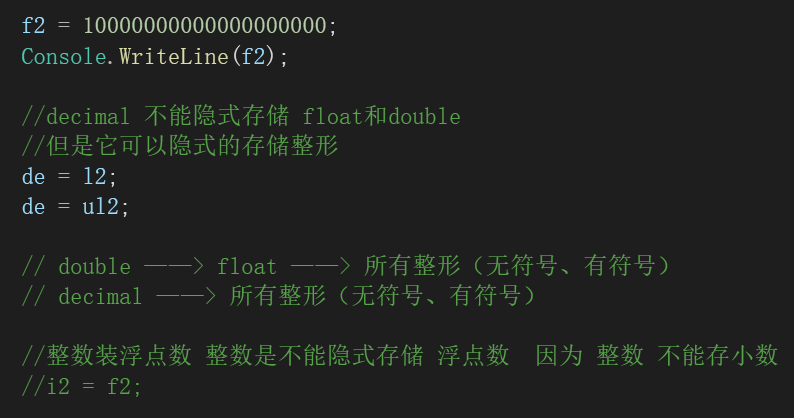 f2 = 10000000000000000000;
Console.WriteLine(f2);
//decimal 不能隐式存储 float和double
//但是它可以隐式的存储整形
de = l2;
de = ul2;
// double ——> float ——> 所有整形（无符号、有符号）
// decimal ——> 所有整形（无符号、有符号）
//整数装浮点数 整数是不能隐式存储 浮点数  因为 整数 不能存小数
//i2 = f2;